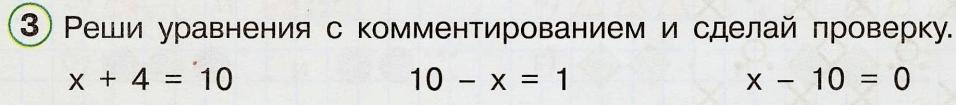 3 Реши уравнения с комментированием и сделай проверку.
х + 4 = 10 10 – х = 1 х – 10 = 0